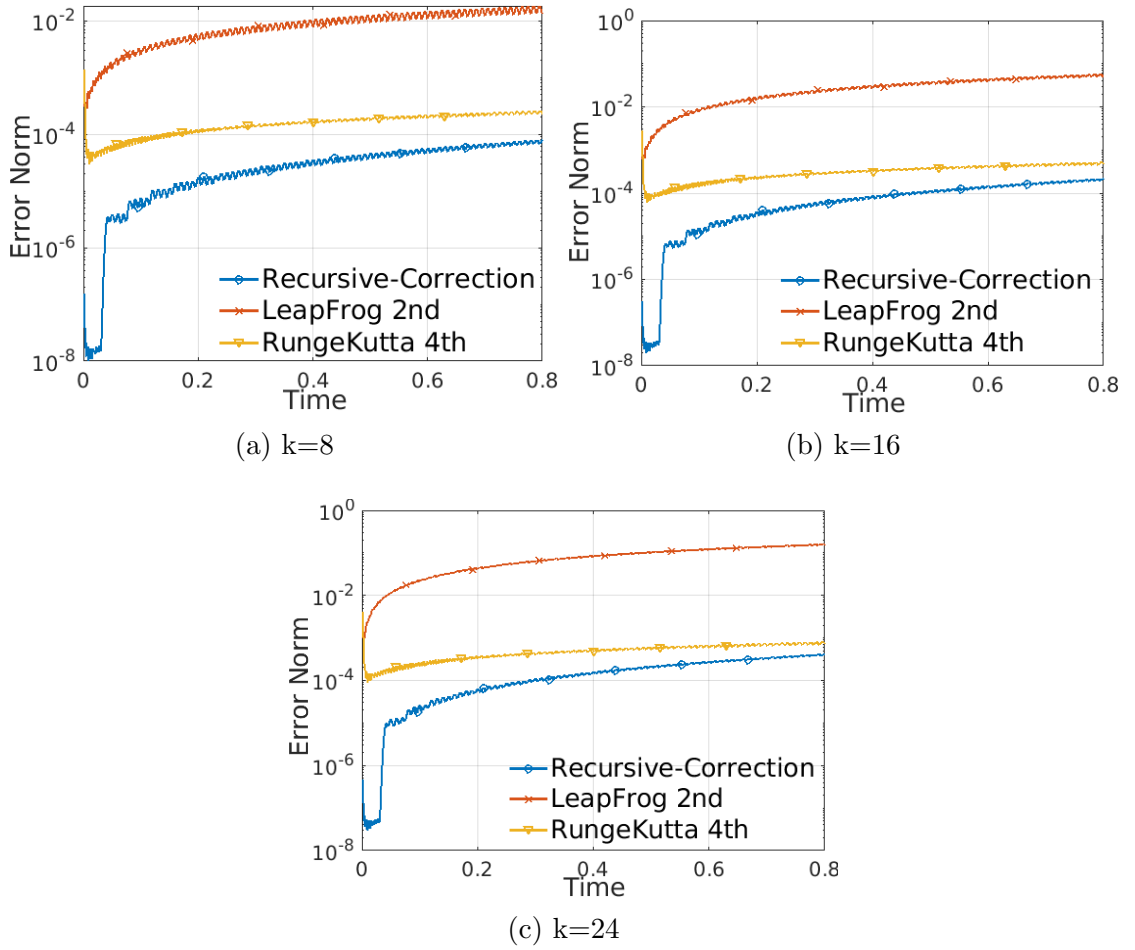 10^-2
10^-4
10^-6
10^-8
Error Norm
Recursive-Correction
LeapFrog 2nd
RungeKutta 4th
0 0.2 0.4 0.6 0.8
Time
(a) k=8
10^0
10^-2
10^-4
10^-6
10^-8
Error Norm
Recursive-Correction
LeapFrog 2nd
RungeKutta 4th
0 0.2 0.4 0.6 0.8
Time
(b) k=16
10^0
10^-2
10^-4
10^-6
10^-8
Error Norm
Recursive-Correction
LeapFrog 2nd
RungeKutta 4th
0 0.2 0.4 0.6 0.8
Time
(c) k=24